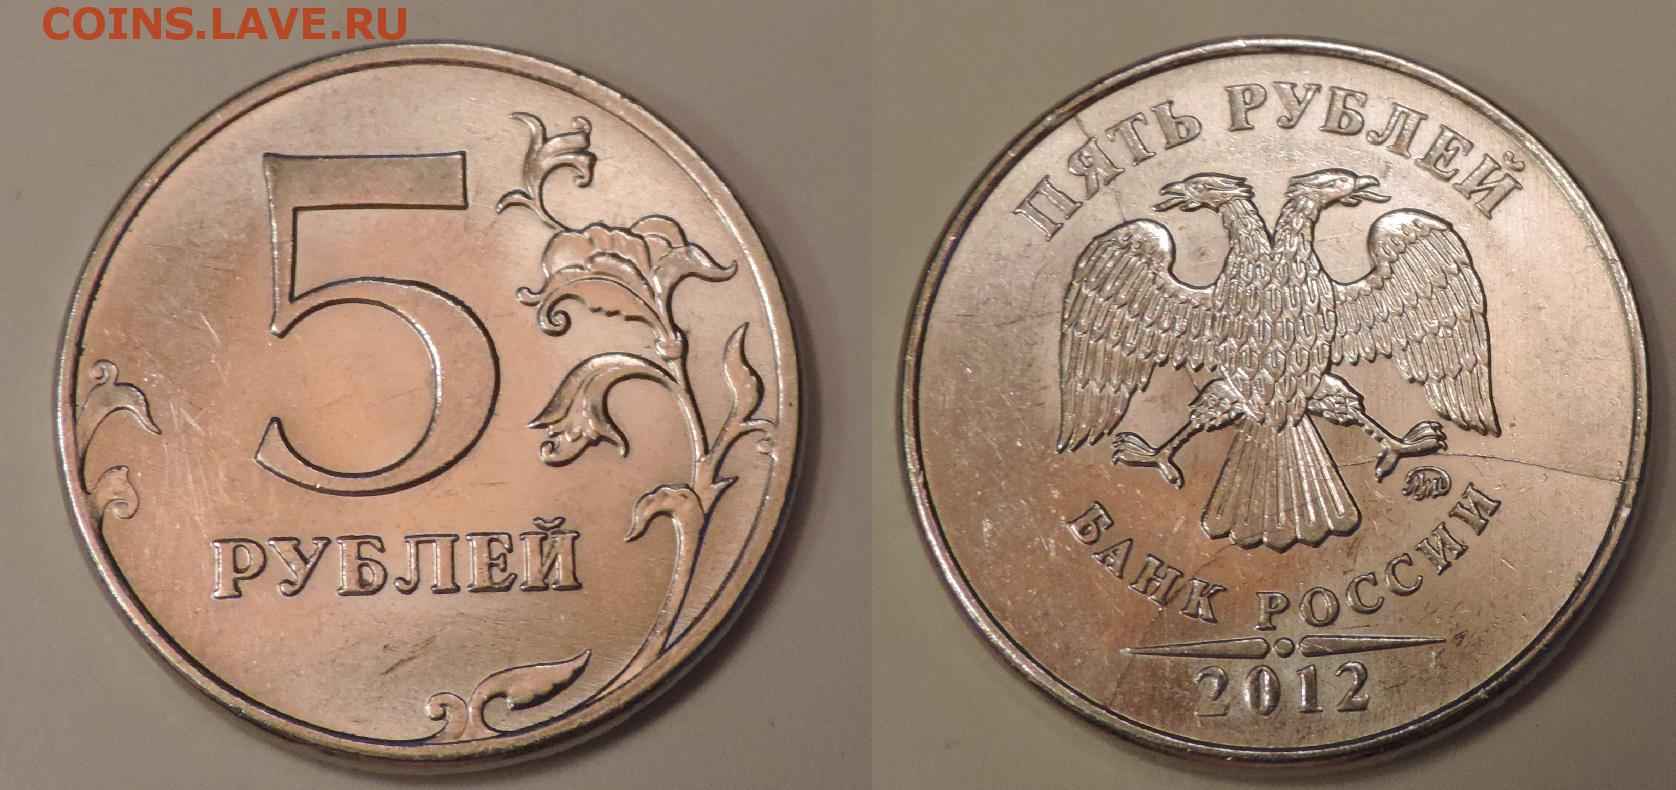 COINS.LAVE.RU
5
РУБЛЕЙ
ПЯТЬ РУБЛЕЙ
ММД
БАНК РОССИИ
2012